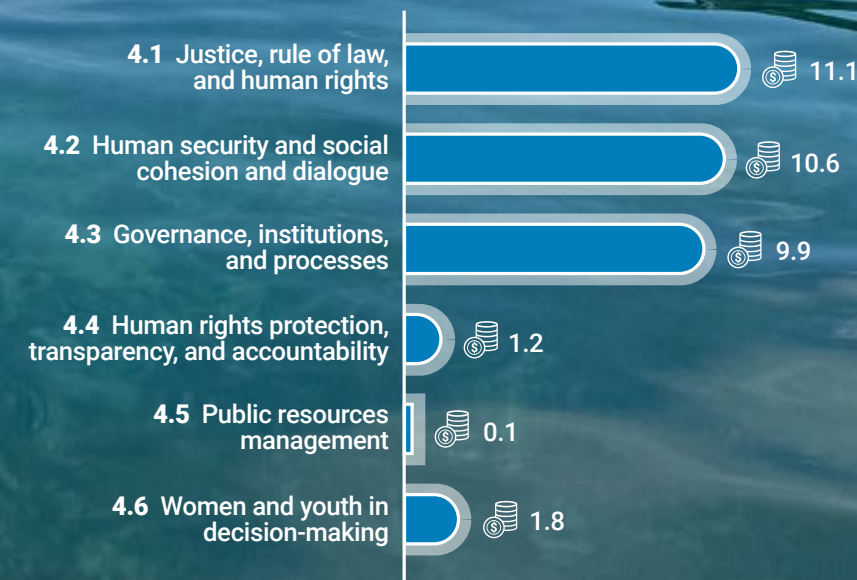 4.1 Justice, rule of law,
and human rights
11.1
4.2 Human security and social
cohesion and dialogue
10.6
4.3 Governance, institutions,
and processes
9.9
4.4 Human rights protection,
transparency, and accountability
1.2
4.5 Public resources
management
0.1
4.6 Women and youth in
decision-making
1.8